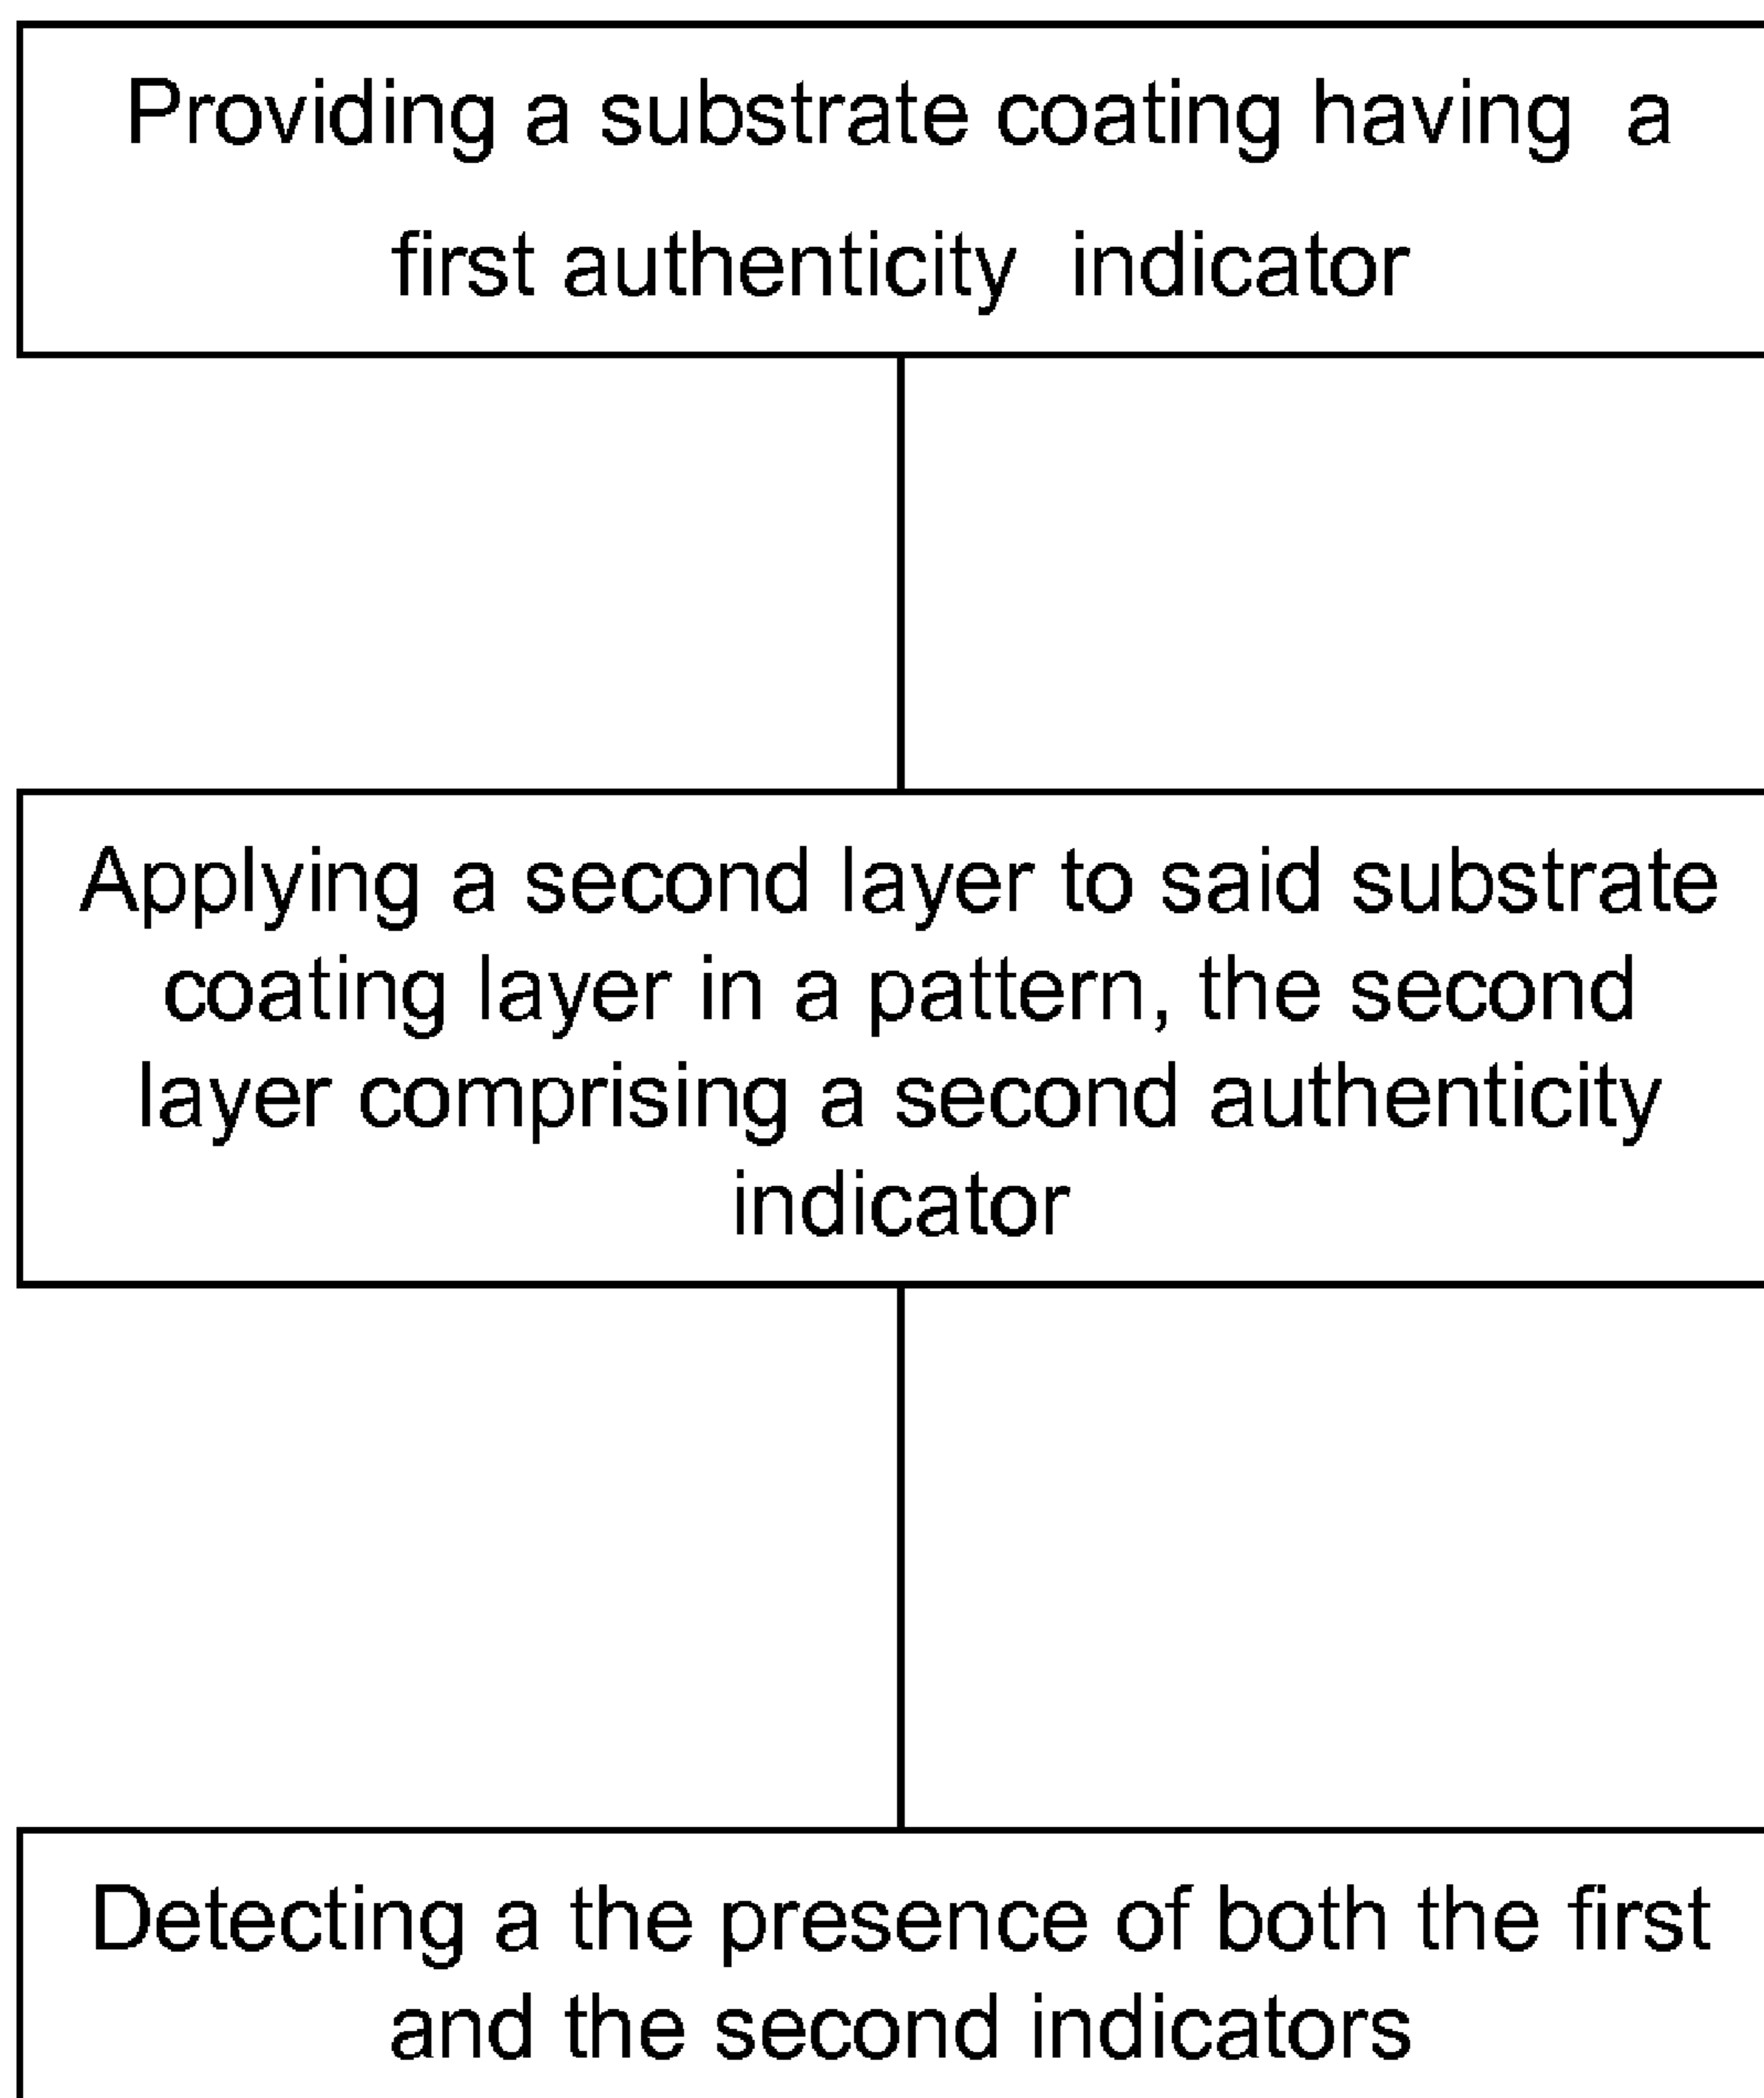 Providing a substrate coating having a
first authenticity indicator
Applying a second layer to said substrate
coating layer in a pattern, the second
layer comprising a second authenticity
indicator
Detecting a the presence of both the first
and the second indicators